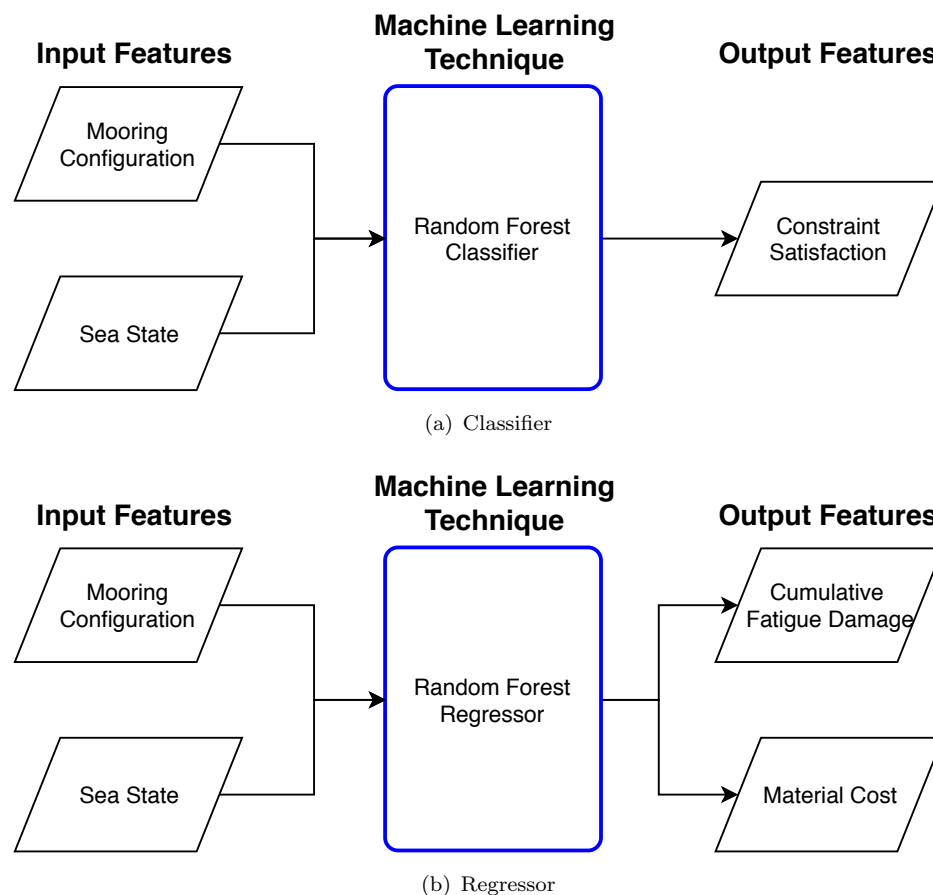 Machine Learning
Technique
Input Features
Output Features
Mooring
Configuration
Sea State
Random Forest
Classifier
Constraint
Satisfaction
(a) Classifier
Machine Learning
Technique
Input Features
Output Features
Mooring
Configuration
Sea State
Random Forest
Regressor
Cumulative
Fatigue Damage
Material Cost
(b) Regressor